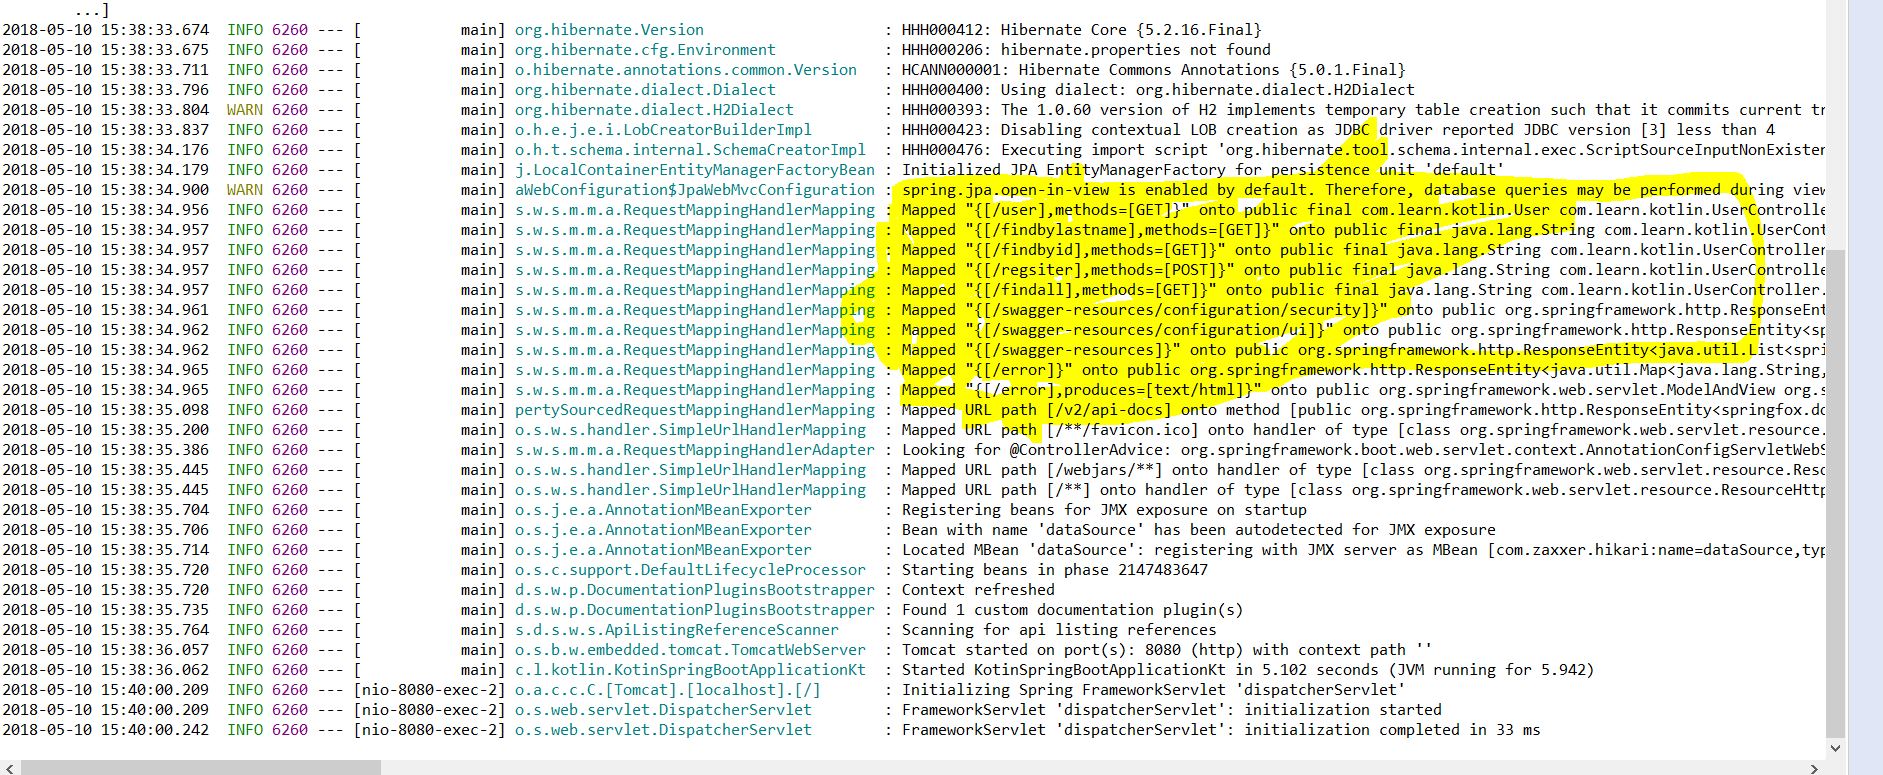 ...]
2018-05-10 15:38:33.674  INFO 6260 --- [           main] org.hibernate.Version                    : HHH000412: Hibernate Core {5.2.16.Final}
2018-05-10 15:38:33.675  INFO 6260 --- [           main] org.hibernate.cfg.Environment            : HHH000206: hibernate.properties not found
2018-05-10 15:38:33.711  INFO 6260 --- [           main] o.hibernate.annotations.common.Version   : HCANN000001: Hibernate Commons Annotations {5.0.1.Final}
2018-05-10 15:38:33.796  INFO 6260 --- [           main] org.hibernate.dialect.Dialect            : HHH000400: Using dialect: org.hibernate.dialect.H2Dialect
2018-05-10 15:38:33.804  WARN 6260 --- [           main] org.hibernate.dialect.H2Dialect          : HHH000393: The 1.0.60 version of H2 implements temporary table creation such that it commits current tr
2018-05-10 15:38:33.837  INFO 6260 --- [           main] o.h.e.j.e.i.LobCreatorBuilderImpl        : HHH000423: Disabling contextual LOB creation as JDBC driver reported JDBC version [3] less than 4
2018-05-10 15:38:34.176  INFO 6260 --- [           main] o.h.t.schema.internal.SchemaCreatorImpl  : HHH000476: Executing import script 'org.hibernate.tool.schema.internal.exec.ScriptSourceInputNonExister
2018-05-10 15:38:34.179  INFO 6260 --- [           main] j.LocalContainerEntityManagerFactoryBean : Initialized JPA EntityManagerFactory for persistence unit 'default'
2018-05-10 15:38:34.900  WARN 6260 --- [           main] aWebConfiguration$JpaWebMvcConfiguration : spring.jpa.open-in-view is enabled by default. Therefore, database queries may be performed during view
2018-05-10 15:38:34.956  INFO 6260 --- [           main] s.w.s.m.m.a.RequestMappingHandlerMapping : Mapped "{[/user],methods=[GET]}" onto public final com.learn.kotlin.User com.learn.kotlin.UserControlle
2018-05-10 15:38:34.957  INFO 6260 --- [           main] s.w.s.m.m.a.RequestMappingHandlerMapping : Mapped "{[/findbylastname],methods=[GET]}" onto public final java.lang.String com.learn.kotlin.UserCont
2018-05-10 15:38:34.957  INFO 6260 --- [           main] s.w.s.m.m.a.RequestMappingHandlerMapping : Mapped "{[/findbyid],methods=[GET]}" onto public final java.lang.String com.learn.kotlin.UserController
2018-05-10 15:38:34.957  INFO 6260 --- [           main] s.w.s.m.m.a.RequestMappingHandlerMapping : Mapped "{[/regsiter],methods=[POST]}" onto public final java.lang.String com.learn.kotlin.UserControlle
2018-05-10 15:38:34.957  INFO 6260 --- [           main] s.w.s.m.m.a.RequestMappingHandlerMapping : Mapped "{[/findall],methods=[GET]}" onto public final java.lang.String com.learn.kotlin.UserController.
2018-05-10 15:38:34.961  INFO 6260 --- [           main] s.w.s.m.m.a.RequestMappingHandlerMapping : Mapped "{[/swagger-resources/configuration/security]}" onto public org.springframework.http.ResponseEnt
2018-05-10 15:38:34.962  INFO 6260 --- [           main] s.w.s.m.m.a.RequestMappingHandlerMapping : Mapped "{[/swagger-resources/configuration/ui]}" onto public org.springframework.http.ResponseEntity<sp
2018-05-10 15:38:34.962  INFO 6260 --- [           main] s.w.s.m.m.a.RequestMappingHandlerMapping : Mapped "{[/swagger-resources]}" onto public org.springframework.http.ResponseEntity<java.util.List<spri
2018-05-10 15:38:34.965  INFO 6260 --- [           main] s.w.s.m.m.a.RequestMappingHandlerMapping : Mapped "{[/error]}" onto public org.springframework.http.ResponseEntity<java.util.Map<java.lang.String,
2018-05-10 15:38:34.965  INFO 6260 --- [           main] s.w.s.m.m.a.RequestMappingHandlerMapping : Mapped "{[/error],produces=[text/html]}" onto public org.springframework.web.servlet.ModelAndView org.s
2018-05-10 15:38:35.098  INFO 6260 --- [           main] pertySourcedRequestMappingHandlerMapping : Mapped URL path [/v2/api-docs] onto method [public org.springframework.http.ResponseEntity<springfox.do
2018-05-10 15:38:35.200  INFO 6260 --- [           main] o.s.w.s.handler.SimpleUrlHandlerMapping  : Mapped URL path [/**/favicon.ico] onto handler of type [class org.springframework.web.servlet.resource.
2018-05-10 15:38:35.386  INFO 6260 --- [           main] s.w.s.m.m.a.RequestMappingHandlerAdapter : Looking for @ControllerAdvice: org.springframework.boot.web.servlet.context.AnnotationConfigServletWebS
2018-05-10 15:38:35.445  INFO 6260 --- [           main] o.s.w.s.handler.SimpleUrlHandlerMapping  : Mapped URL path [/webjars/**] onto handler of type [class org.springframework.web.servlet.resource.Resc
2018-05-10 15:38:35.445  INFO 6260 --- [           main] o.s.w.s.handler.SimpleUrlHandlerMapping  : Mapped URL path [/**] onto handler of type [class org.springframework.web.servlet.resource.ResourceHttp
2018-05-10 15:38:35.704  INFO 6260 --- [           main] o.s.j.e.a.AnnotationMBeanExporter        : Registering beans for JMX exposure on startup
2018-05-10 15:38:35.706  INFO 6260 --- [           main] o.s.j.e.a.AnnotationMBeanExporter        : Bean with name 'dataSource' has been autodetected for JMX exposure
2018-05-10 15:38:35.714  INFO 6260 --- [           main] o.s.j.e.a.AnnotationMBeanExporter        : Located MBean 'dataSource': registering with JMX server as MBean [com.zaxxer.hikari:name=dataSource,typ
2018-05-10 15:38:35.720  INFO 6260 --- [           main] o.s.c.support.DefaultLifecycleProcessor  : Starting beans in phase 2147483647
2018-05-10 15:38:35.720  INFO 6260 --- [           main] d.s.w.p.DocumentationPluginsBootstrapper : Context refreshed
2018-05-10 15:38:35.735  INFO 6260 --- [           main] d.s.w.p.DocumentationPluginsBootstrapper : Found 1 custom documentation plugin(s)
2018-05-10 15:38:35.764  INFO 6260 --- [           main] s.d.s.w.s.ApiListingReferenceScanner     : Scanning for api listing references
2018-05-10 15:38:36.057  INFO 6260 --- [           main] o.s.b.w.embedded.tomcat.TomcatWebServer  : Tomcat started on port(s): 8080 (http) with context path ''
2018-05-10 15:38:36.062  INFO 6260 --- [           main] c.l.kotlin.KotinSpringBootApplicationKt  : Started KotinSpringBootApplicationKt in 5.102 seconds (JVM running for 5.942)
2018-05-10 15:40:00.209  INFO 6260 --- [nio-8080-exec-2] o.a.c.c.C.[Tomcat].[localhost].[/]       : Initializing Spring FrameworkServlet 'dispatcherServlet'
2018-05-10 15:40:00.209  INFO 6260 --- [nio-8080-exec-2] o.s.web.servlet.DispatcherServlet        : FrameworkServlet 'dispatcherServlet': initialization started
2018-05-10 15:40:00.242  INFO 6260 --- [nio-8080-exec-2] o.s.web.servlet.DispatcherServlet        : FrameworkServlet 'dispatcherServlet': initialization completed in 33 ms